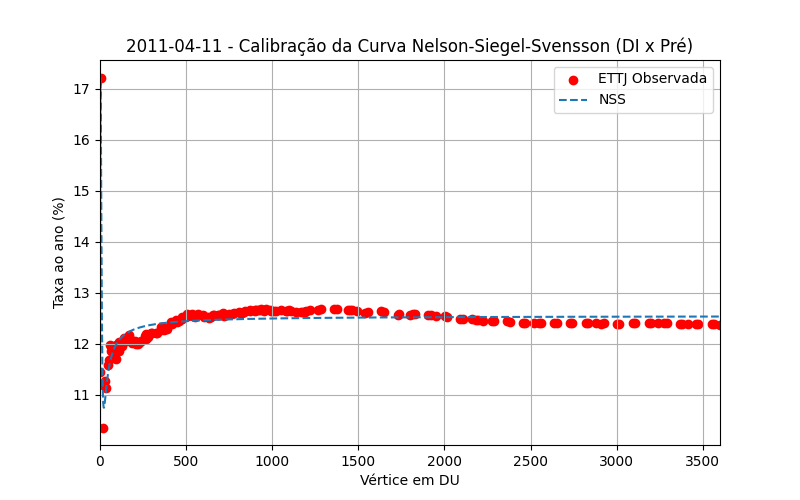 2011-04-11 - Calibração da Curva Nelson-Siegel-Svensson (DI x Pré)
ETTJ Observada
NSS
Taxa ao ano (%)
17
16
15
14
13
12
11
0 500 1000 1500 2000 2500 3000 3500
Vértice em DU